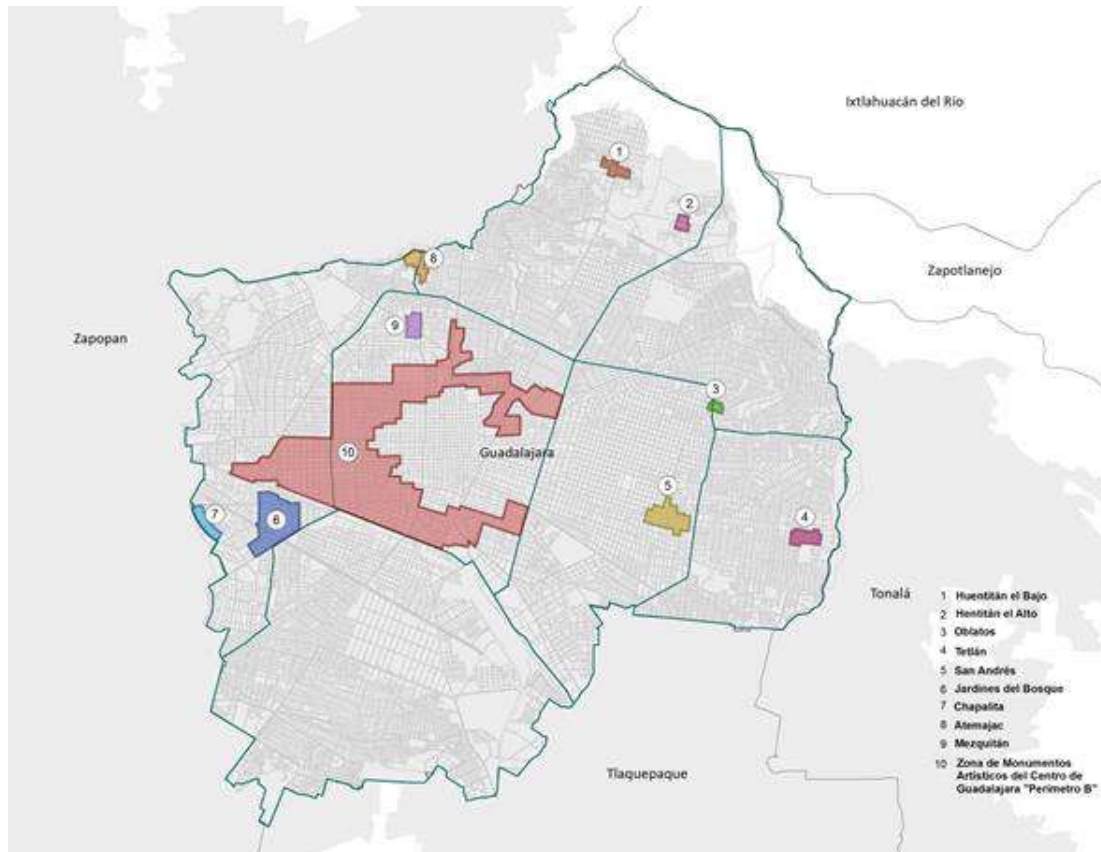 Ixtlahuacán del Río
1
2
Zapotlanejo
8
Zapopan
9
3
10
Guadalajara
5
7
6
4
Tonalá
1 Huentitán el Bajo
2 Hentitán el Alto
3 Oblatos
4 Tetlán
5 San Andrés
6 Jardines del Bosque
7 Chapalita
8 Atemajac
9 Mezquitán
10 Zona de Monumentos
Artísticos del Centro de
Guadalajara "Perimetro B"
Tlaquepaque